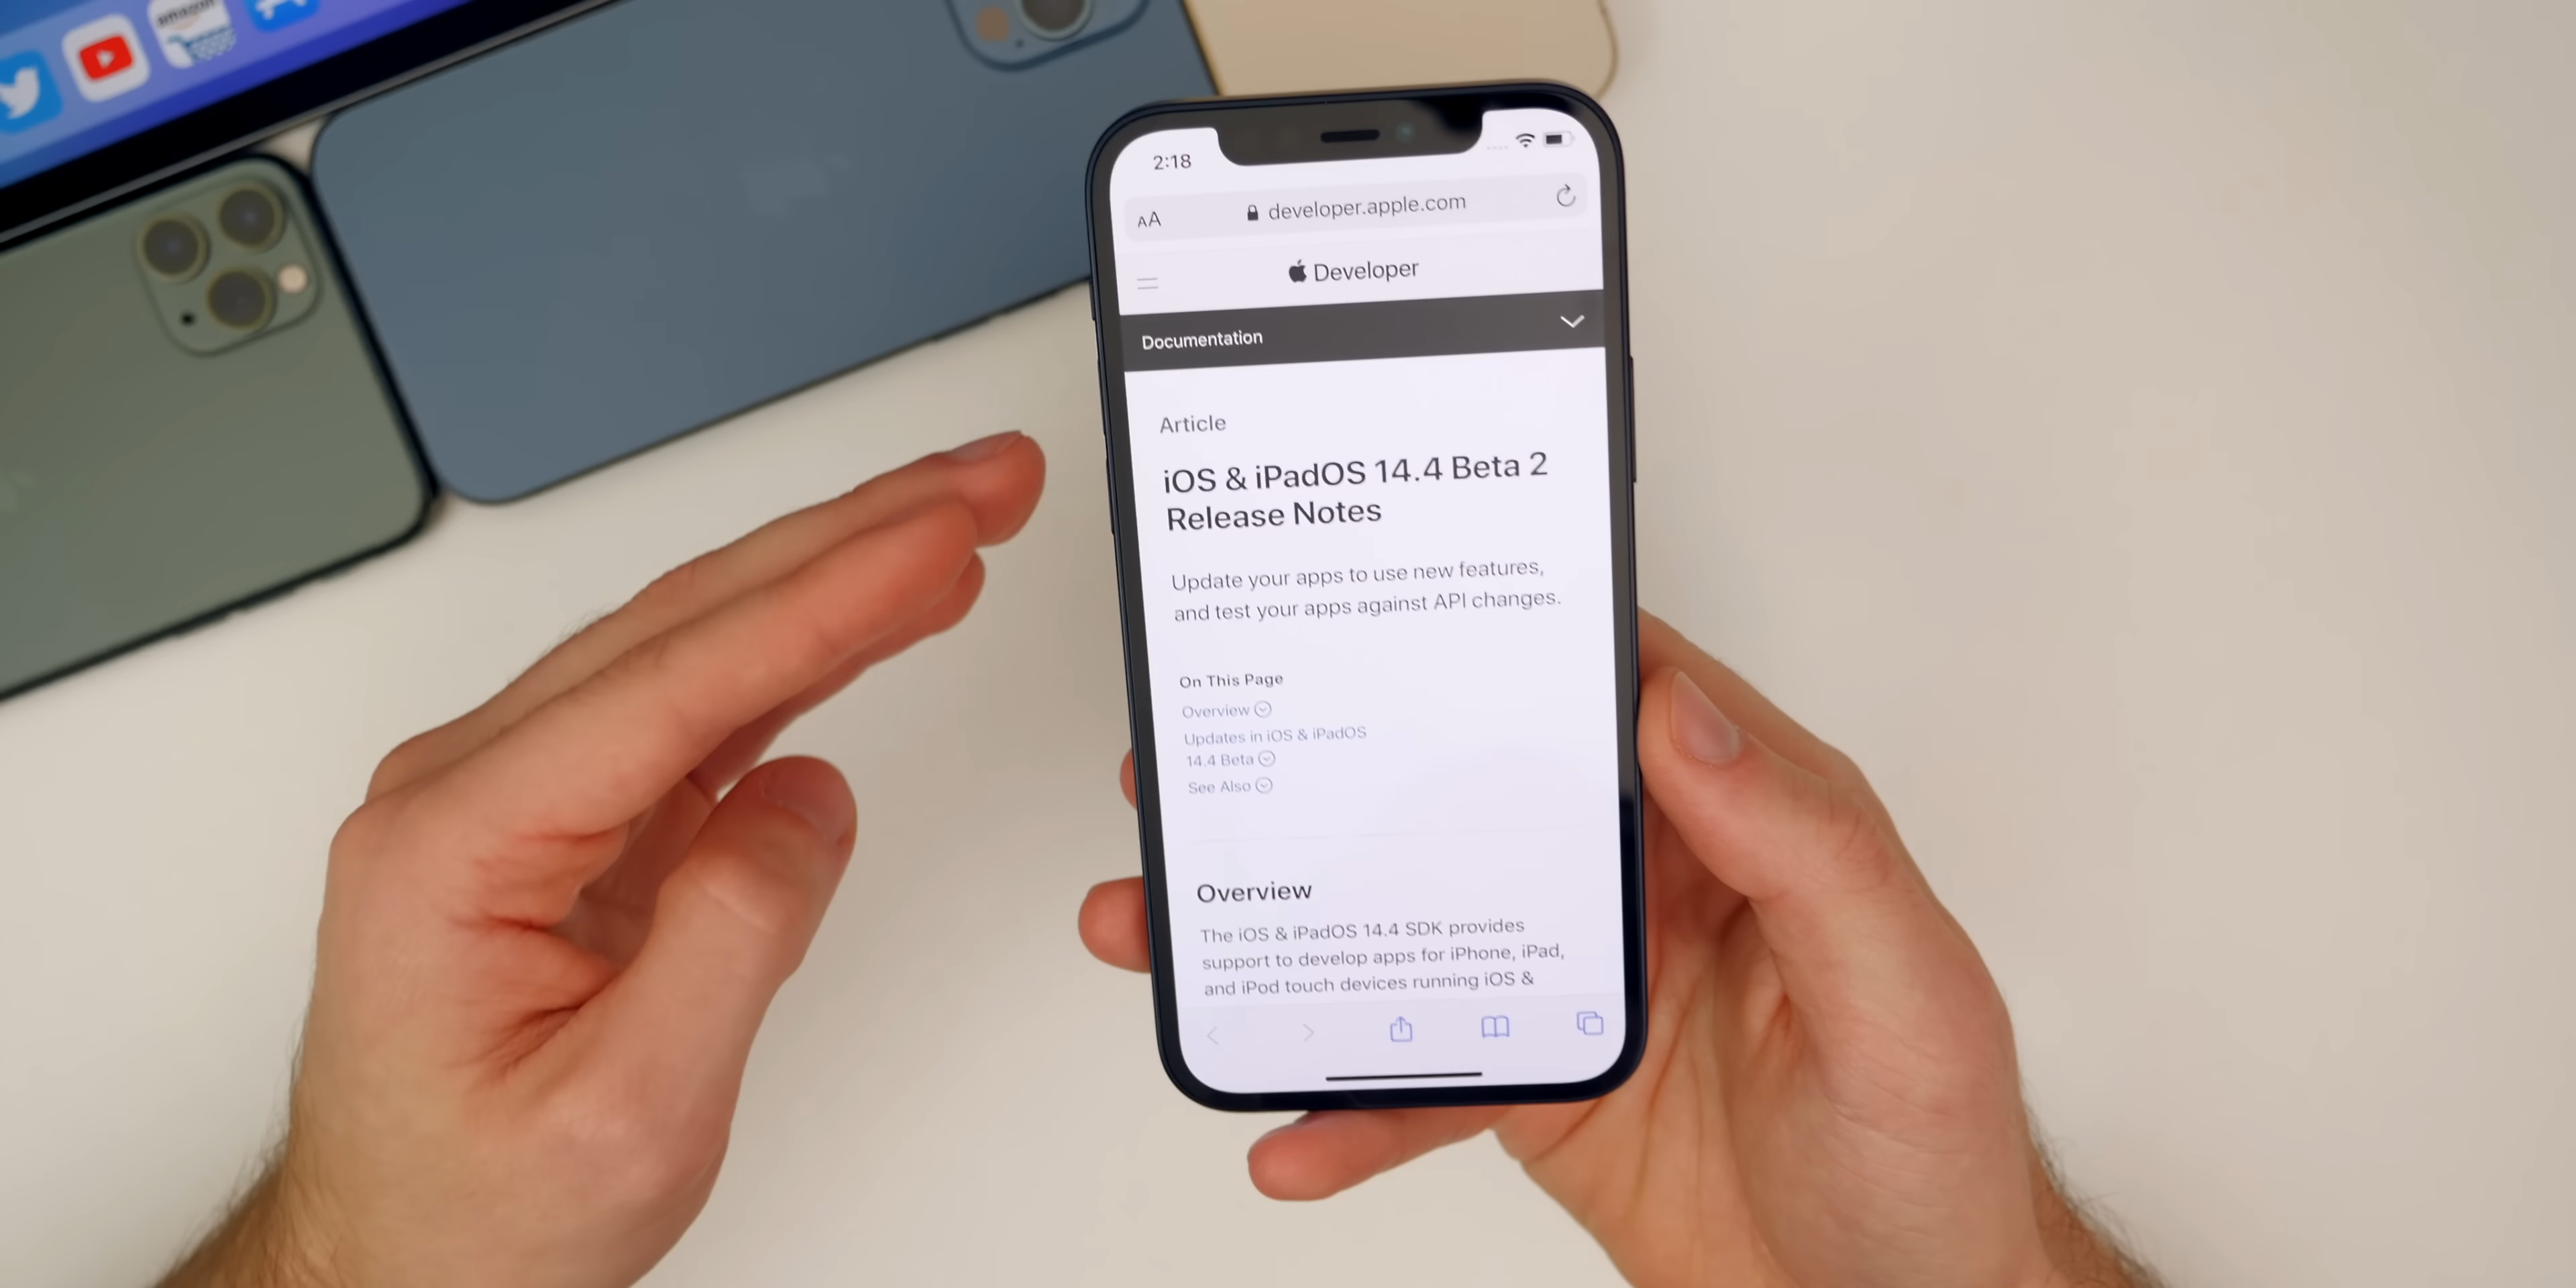 amazon
2:18
AA
developer.apple.com
Developer
Documentation
Article
iOS & iPadOS 14.4 Beta 2
Release Notes
Update your apps to use new features,
and test your apps against API changes.
On This Page
Overview
Updates in iOS & iPadOS
14.4 Beta
See Also
Overview
The iOS & iPadOS 14.4 SDK provides
support to develop apps for iPhone, iPad,
and iPod touch devices running iOS &